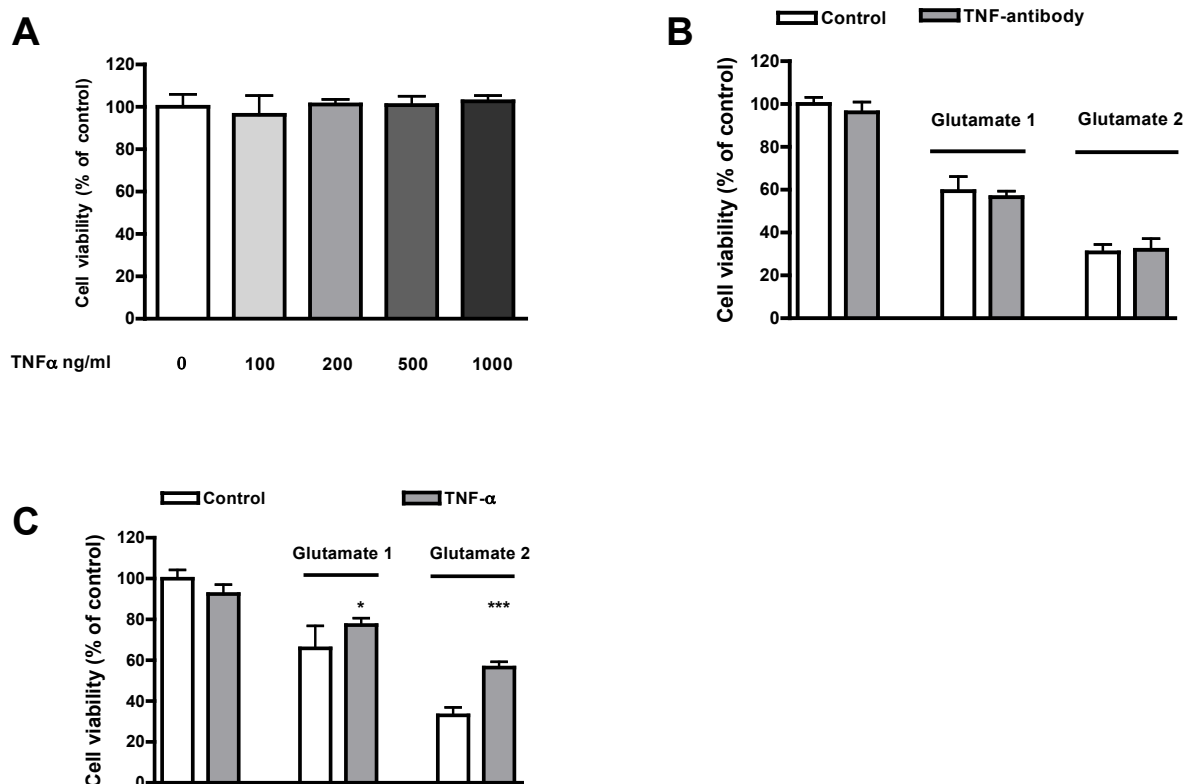 A
Cell viability (% of control)
120
100
80
60
40
20
0
TNFα ng/ml 0 100 200 500 1000
B
Control TNF-antibody
Cell viability (% of control)
120
100
80
60
40
20
0
Glutamate 1 Glutamate 2
C
Control TNF-α
Cell viability (% of control)
120
100
80
60
40
20
0
Glutamate 1 Glutamate 2
* ***